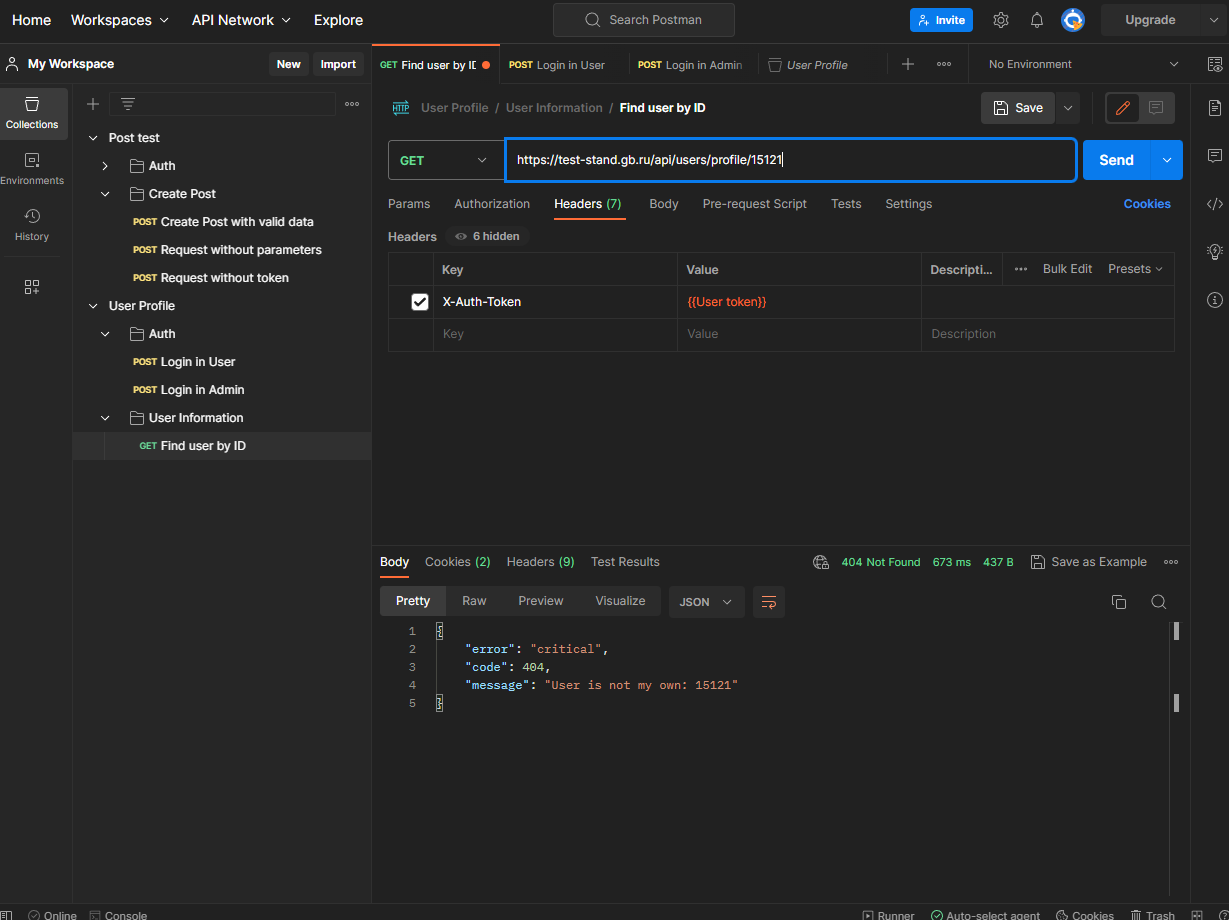 Home Workspaces API Network Explore Search Postman Invite Upgrade
My Workspace New Import
GET Find user by ID POST Login in User POST Login in Admin User Profile No Environment
Collections
Environments
History
Post test
Auth
Create Post
POST Create Post with valid data
POST Request without parameters
POST Request without token
User Profile
Auth
POST Login in User
POST Login in Admin
User Information
GET Find user by ID
User Profile / User Information / Find user by ID Save
GET https://test-stand.gb.ru/api/users/profile/15121 Send
Params Authorization Headers (7) Body Pre-request Script Tests Settings Cookies
Headers 6 hidden
Key Value Descripti... Bulk Edit Presets
X-Auth-Token {{User token}}
Key Value Description
Body Cookies (2) Headers (9) Test Results 404 Not Found 673 ms 437 B Save as Example
Pretty Raw Preview Visualize JSON
1 {
2 "error": "critical",
3 "code": 404,
4 "message": "User is not my own: 15121"
5 }
Online Console Runner Auto-select agent Cookies Trash